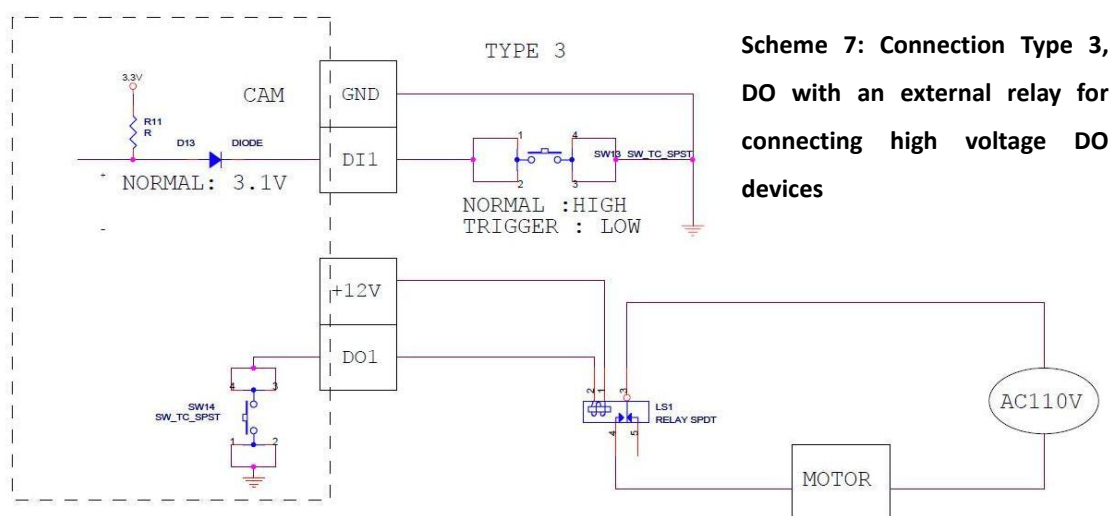 TYPE 3
Scheme 7: Connection Type 3,
DO with an external relay for
connecting high voltage DO
devices
3.3V
R11
R
CAM
GND
D13
DIODE
DI1
NORMAL: 3.1V
+
-
1
4
2
3
SW13 SW_TC_SPST
NORMAL :HIGH
TRIGGER : LOW
+12V
DO1
4
3
SW14
SW_TC_SPST
1
2
2
1
3
LS1
RELAY SPDT
4
5
AC110V
MOTOR